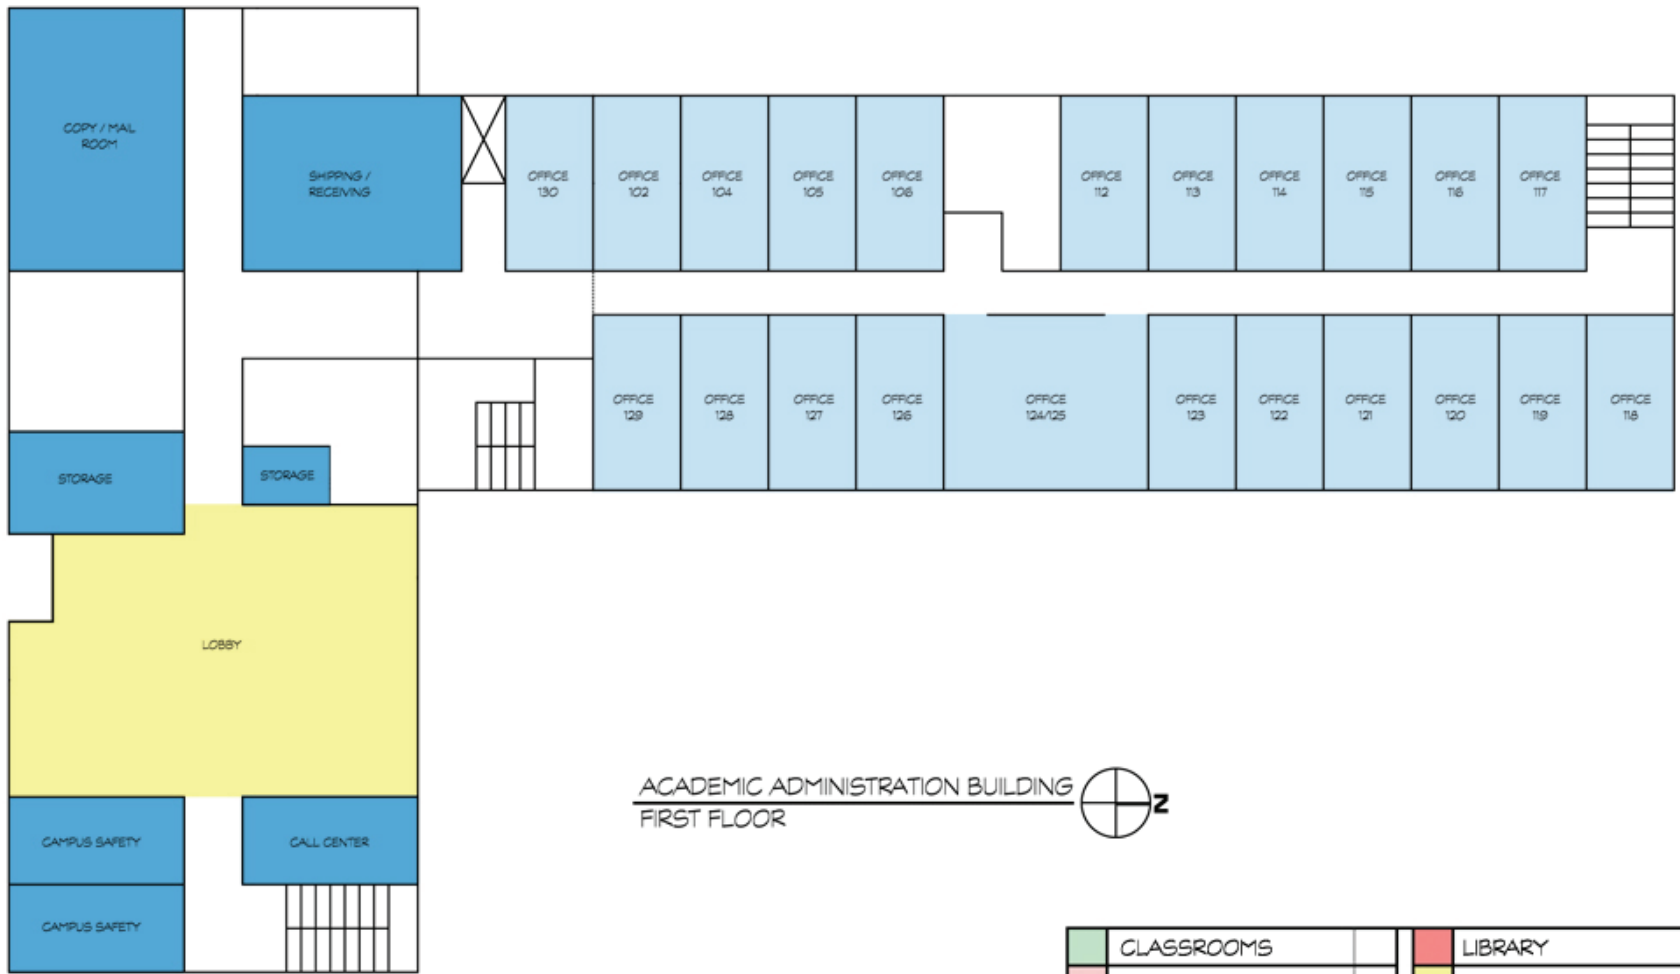 COPY / MAIL
ROOM
SHIPPING /
RECEIVING
OFFICE
130
OFFICE
102
OFFICE
104
OFFICE
105
OFFICE
106
OFFICE
112
OFFICE
113
OFFICE
114
OFFICE
115
OFFICE
116
OFFICE
117
OFFICE
129
OFFICE
128
OFFICE
127
OFFICE
126
OFFICE
124/125
OFFICE
123
OFFICE
122
OFFICE
121
OFFICE
120
OFFICE
119
OFFICE
118
STORAGE
STORAGE
LOBBY
ACADEMIC ADMINISTRATION BUILDING
FIRST FLOOR
N
CAMPUS SAFETY
CALL CENTER
CAMPUS SAFETY
CLASSROOMS
LIBRARY